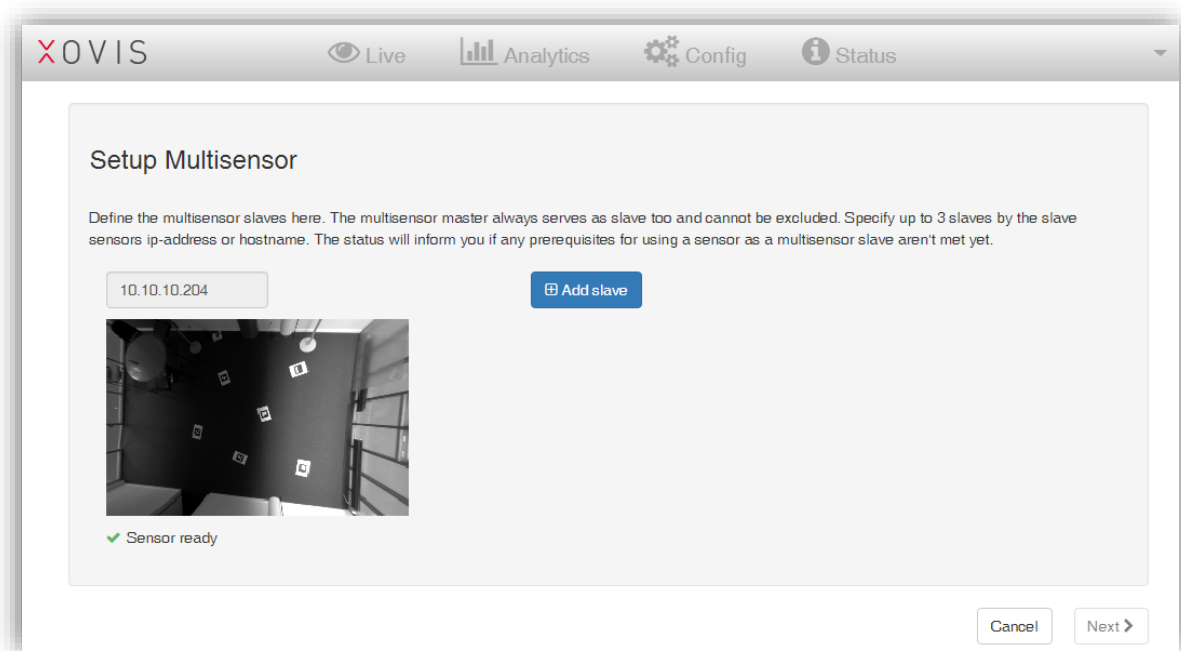 XOVIS
Live
Analytics
Config
Status
Setup Multisensor
Define the multisensor slaves here. The multisensor master always serves as slave too and cannot be excluded. Specify up to 3 slaves by the slave
sensors ip-address or hostname. The status will inform you if any prerequisites for using a sensor as a multisensor slave aren't met yet.
10.10.10.204
Add slave
Sensor ready
Cancel
Next